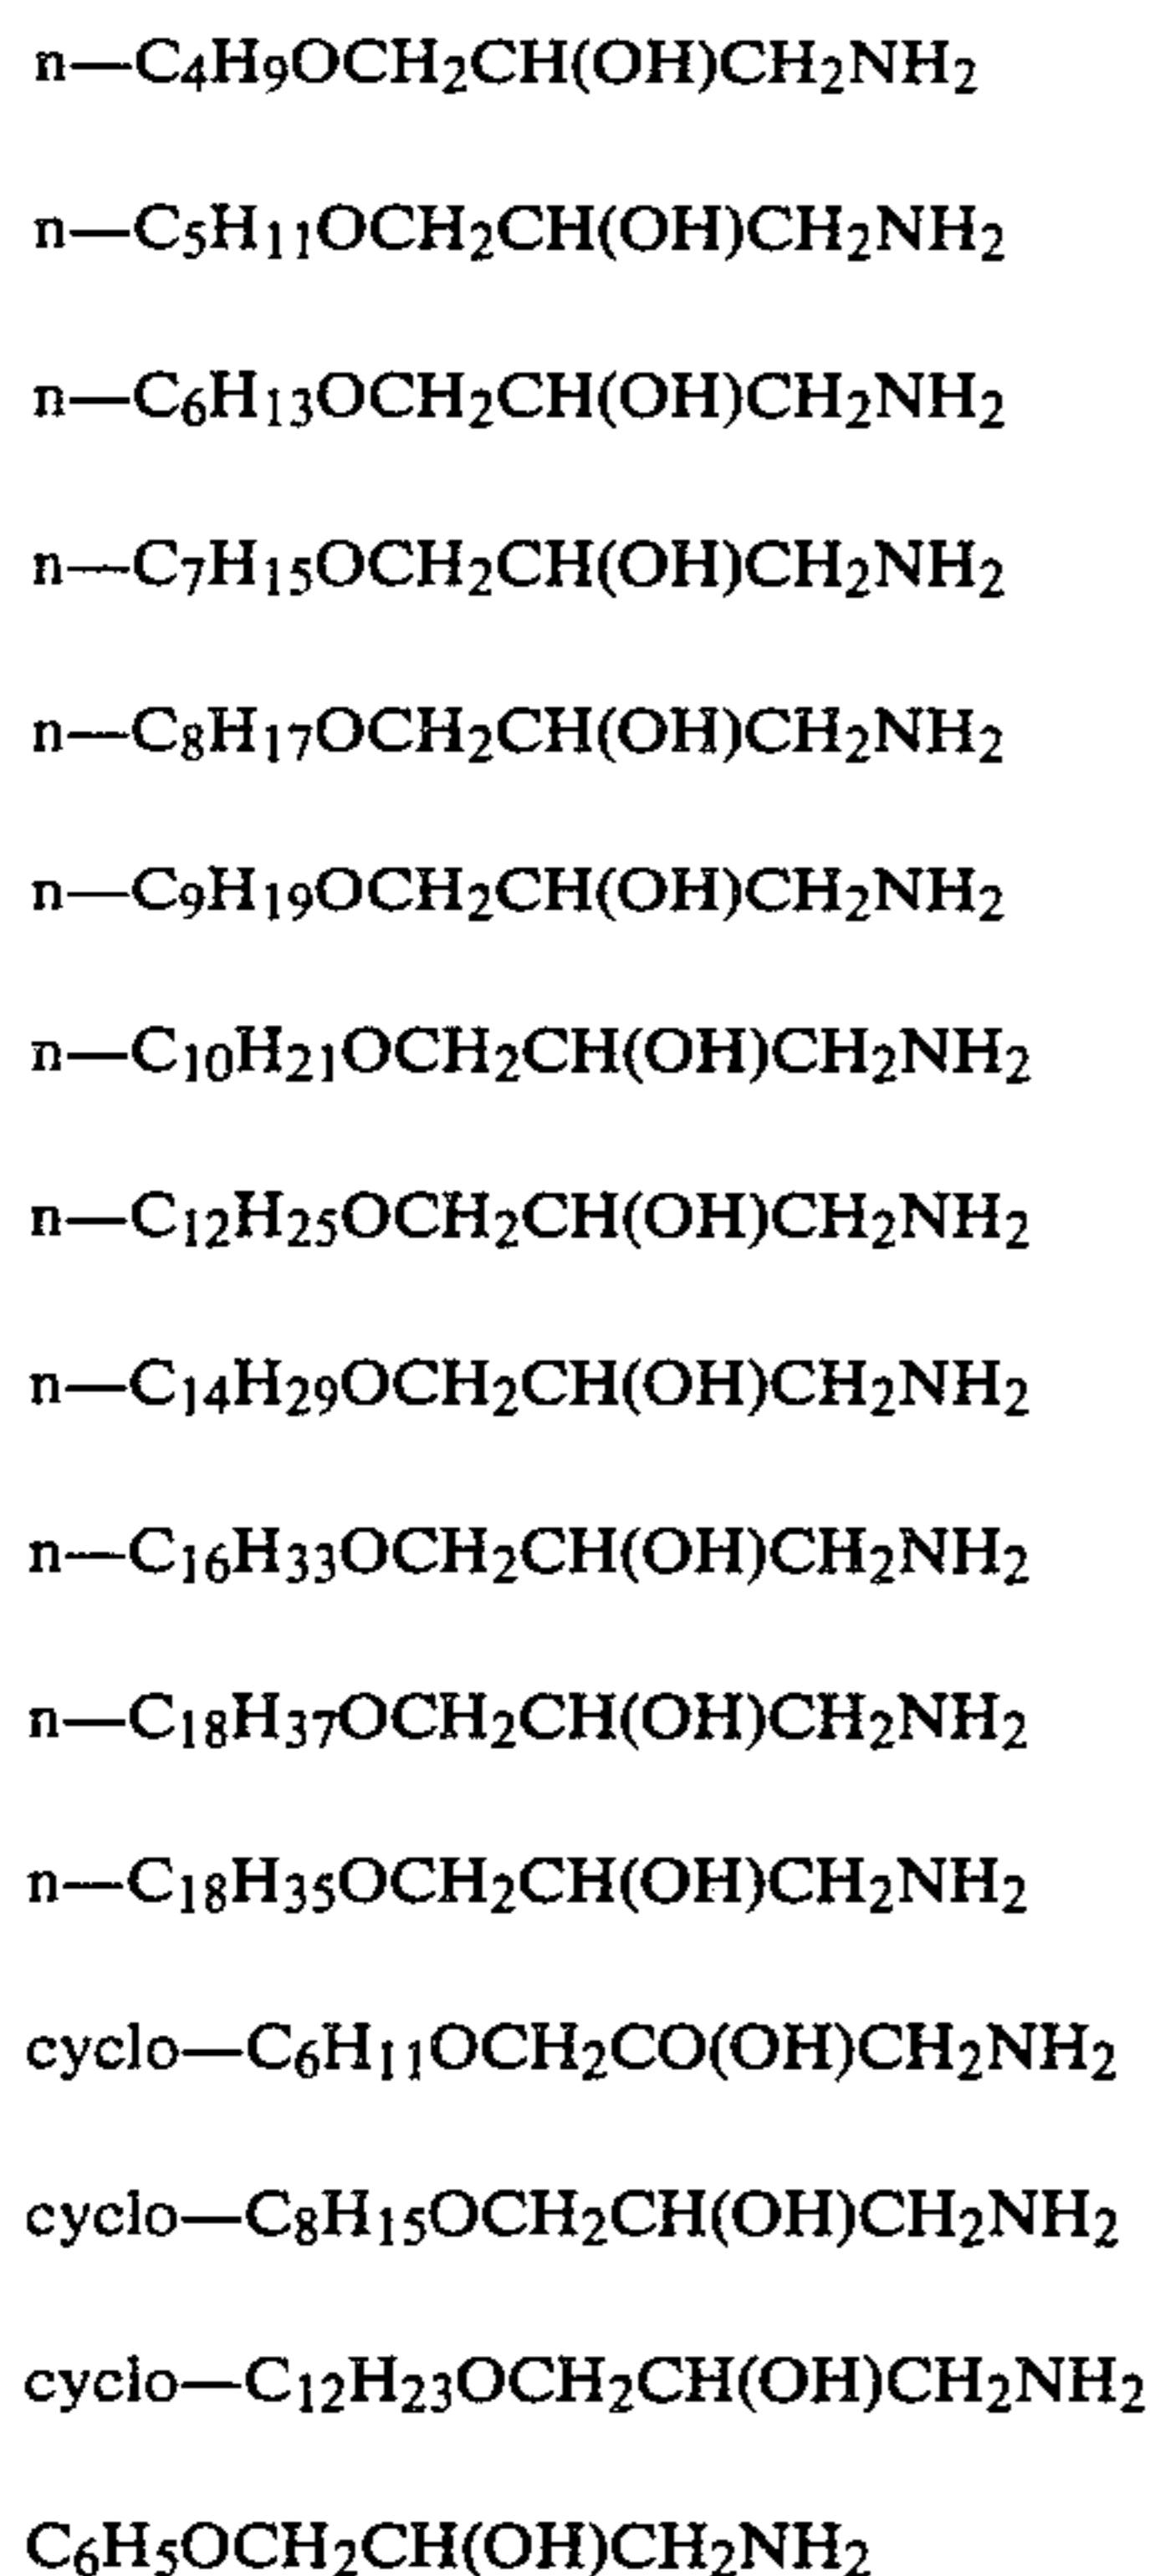 n—C₄H₉OCH₂CH(OH)CH₂NH₂
n—C₅H₁₁OCH₂CH(OH)CH₂NH₂
n—C₆H₁₃OCH₂CH(OH)CH₂NH₂
n—C₇H₁₅OCH₂CH(OH)CH₂NH₂
n—C₈H₁₇OCH₂CH(OH)CH₂NH₂
n—C₉H₁₉OCH₂CH(OH)CH₂NH₂
n—C₁₀H₂₁OCH₂CH(OH)CH₂NH₂
n—C₁₂H₂₅OCH₂CH(OH)CH₂NH₂
n—C₁₄H₂₉OCH₂CH(OH)CH₂NH₂
n—C₁₆H₃₃OCH₂CH(OH)CH₂NH₂
n—C₁₈H₃₇OCH₂CH(OH)CH₂NH₂
n—C₁₈H₃₅OCH₂CH(OH)CH₂NH₂
cyclo—C₆H₁₁OCH₂CO(OH)CH₂NH₂
cyclo—C₈H₁₅OCH₂CH(OH)CH₂NH₂
cyclo—C₁₂H₂₃OCH₂CH(OH)CH₂NH₂
C₆H₅OCH₂CH(OH)CH₂NH₂